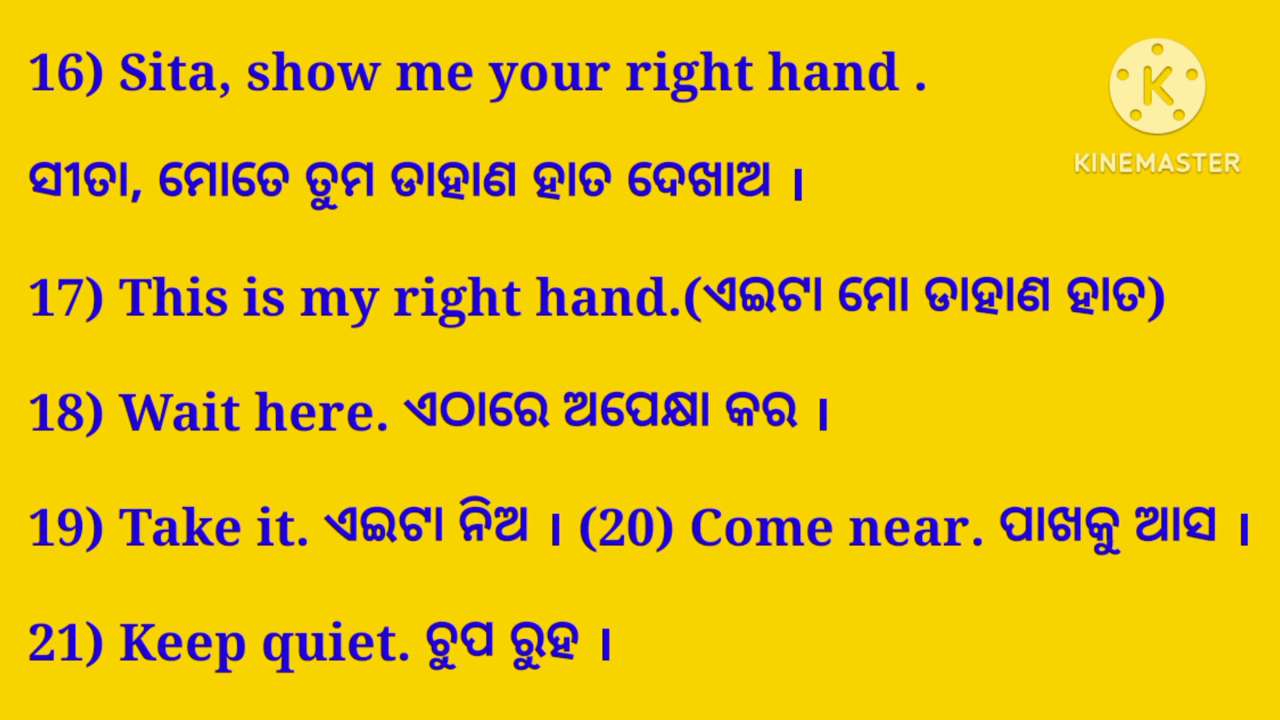 16) Sita, show me your right hand .
KINEMASTER
ସୀତା, ମୋତେ ତୁମ ଡାହାଣ ହାତ ଦେଖାଅ ।
17) This is my right hand.(ଏଇଟା ମୋ ଡାହାଣ ହାତ)
18) Wait here. ଏଠାରେ ଅପେକ୍ଷା କର ।
19) Take it. ଏଇଟା ନିଅ । (20) Come near. ପାଖକୁ ଆସ ।
21) Keep quiet. ଚୁପ ରୁହ ।